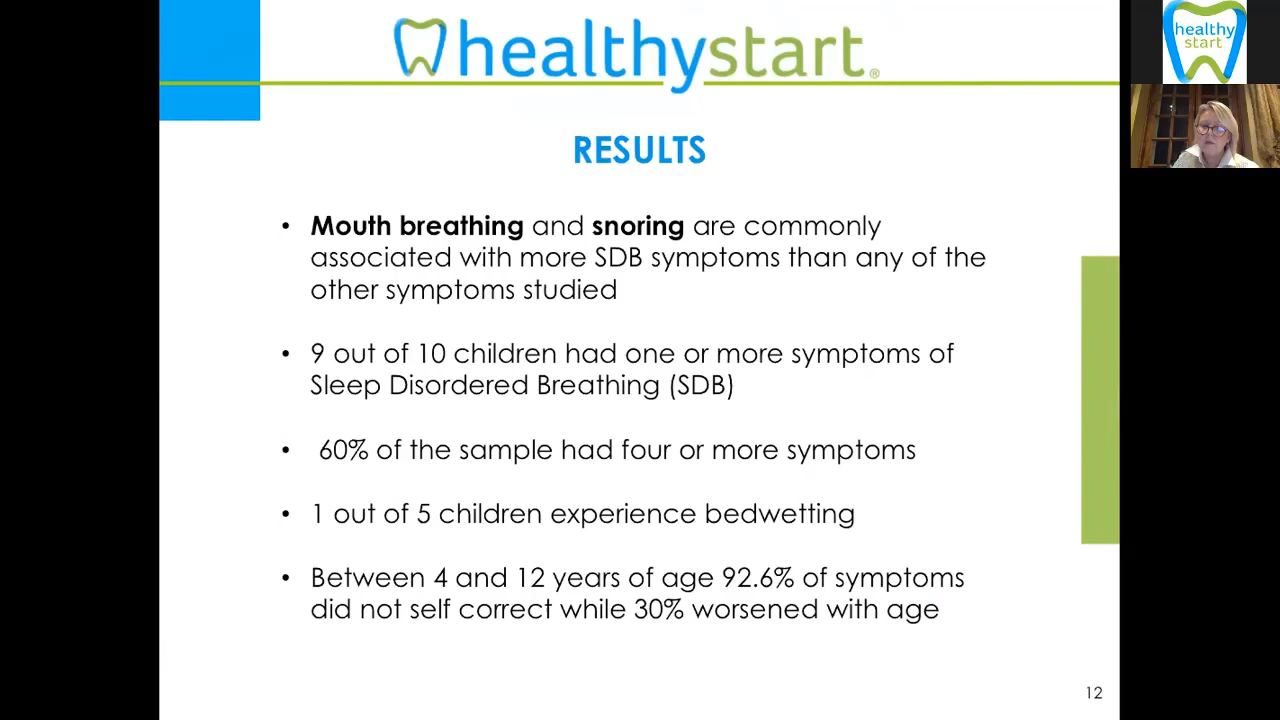 healthystart®
healthy
start
RESULTS
• Mouth breathing and snoring are commonly
associated with more SDB symptoms than any of the
other symptoms studied
• 9 out of 10 children had one or more symptoms of
Sleep Disordered Breathing (SDB)
• 60% of the sample had four or more symptoms
• 1 out of 5 children experience bedwetting
• Between 4 and 12 years of age 92.6% of symptoms
did not self correct while 30% worsened with age
12